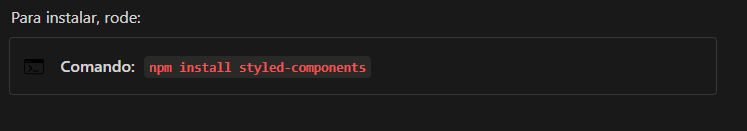 Para instalar, rode:
Comando: npm install styled-components